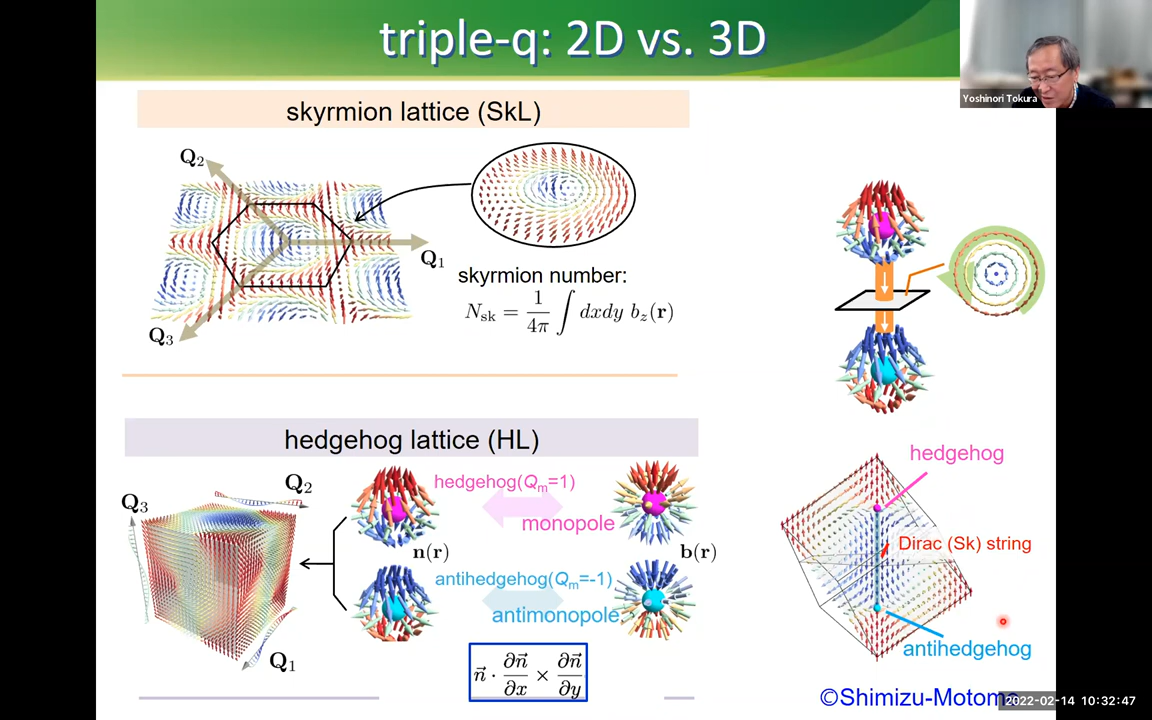 triple-q: 2D vs. 3D
Yoshinori Tokura
skyrmion lattice (SkL)
Q₂
Q₁
Q₃
skyrmion number:
N_sk = 1/4π ∫ dxdy b_z(r)
hedgehog lattice (HL)
Q₃
Q₂
Q₁
hedgehog(Qₘ=1)
monopole
n(r)
b(r)
antihedgehog(Qₘ=-1)
antimonopole
n⃗ · ∂n⃗/∂x × ∂n⃗/∂y
hedgehog
Dirac (Sk) string
antihedgehog
©Shimizu-Motome
2022-02-14 10:32:47